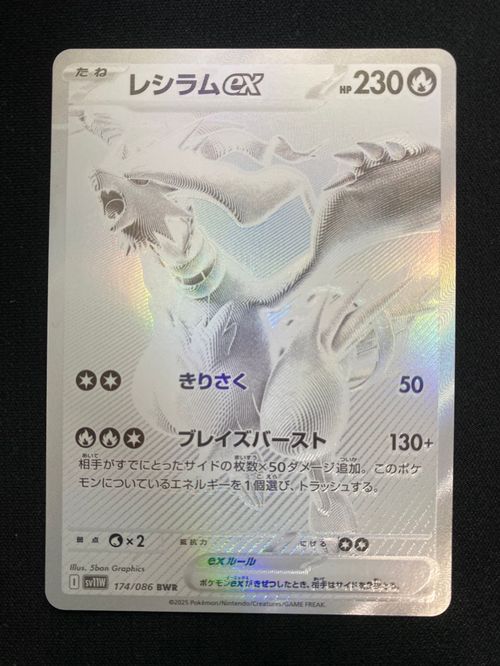 たね
レシラムex
HP 230
きりさく 50
ブレイズバースト 130+
相手がすでにとったサイドの枚数×50ダメージ追加。このポケ
モンについているエネルギーを1個選び、トラッシュする。
弱点 ×2 抵抗力 にげる
exルール
ポケモンexがきぜつしたとき、相手はサイドを2枚とる。
Illus. 5ban Graphics
I sv11W 174/086 BWR
©2025 Pokémon/Nintendo/Creatures/GAME FREAK.